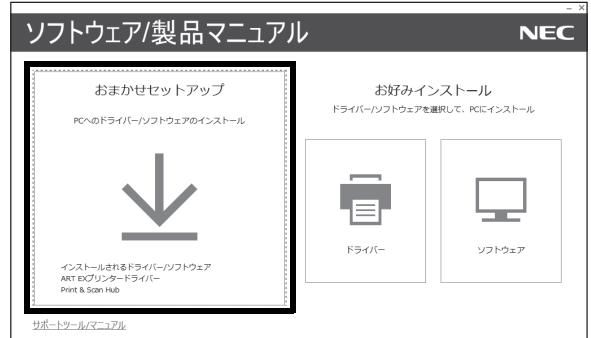 ソフトウェア/製品マニュアル
NEC
おまかせセットアップ
PCへのドライバー/ソフトウェアのインストール
インストールされるドライバー/ソフトウェア
ART EXプリンタードライバー
Print & Scan Hub
お好みインストール
ドライバー/ソフトウェアを選択して、PCにインストール
ドライバー
ソフトウェア
サポートツール/マニュアル